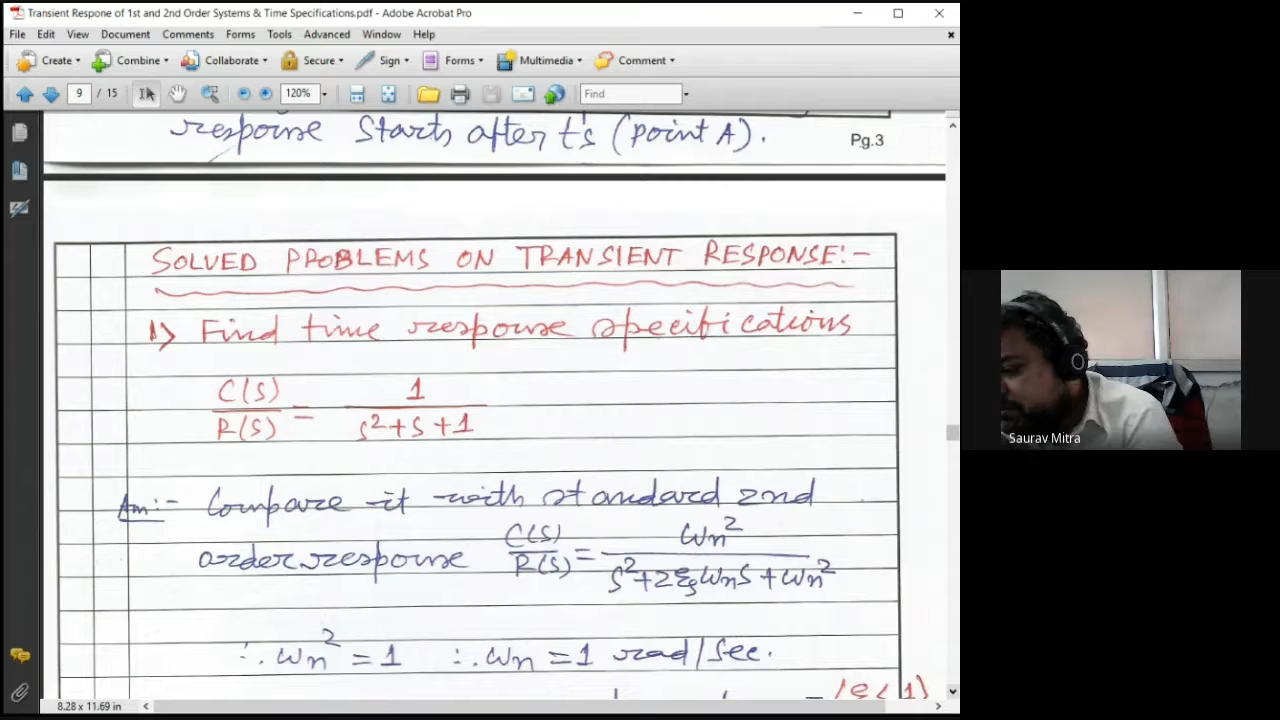 Transient Respone of 1st and 2nd Order Systems & Time Specifications.pdf - Adobe Acrobat Pro
File Edit View Document Comments Forms Tools Advanced Window Help
Create Combine Collaborate Secure Sign Forms Multimedia Comment
9 / 15 120% Find
response starts after t's (point A).
Pg.3
SOLVED PROBLEMS ON TRANSIENT RESPONSE:-
1> Find time response specifications
C(S)/R(S) = 1/(s²+s+1)
Ans:- Compare it with standard 2nd
order response C(S)/R(S) = ωn²/(s²+2ξωns+ωn²)
∴ ωn² = 1 ∴ ωn = 1 rad/sec.
Saurav Mitra
8.28 x 11.69 in